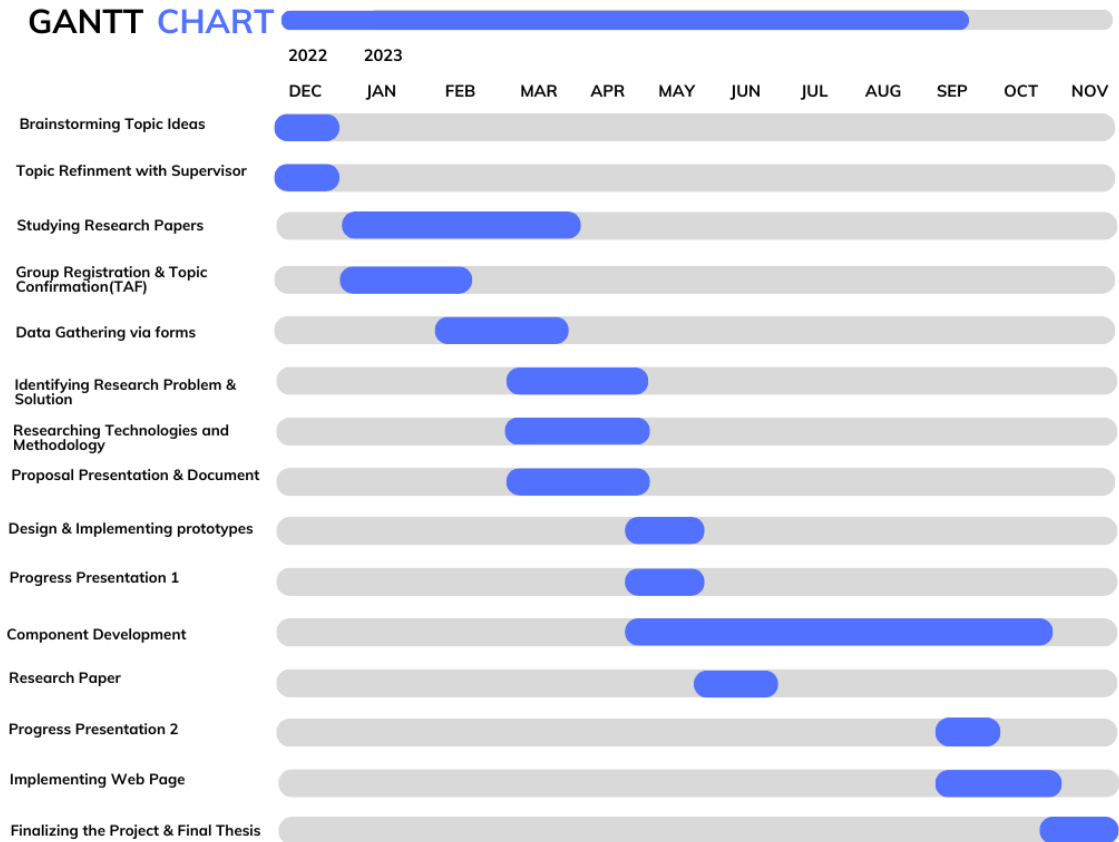 GANTT CHART
2022 2023
DEC JAN FEB MAR APR MAY JUN JUL AUG SEP OCT NOV
Brainstorming Topic Ideas
Topic Refinment with Supervisor
Studying Research Papers
Group Registration & Topic
Confirmation(TAF)
Data Gathering via forms
Identifying Research Problem &
Solution
Researching Technologies and
Methodology
Proposal Presentation & Document
Design & Implementing prototypes
Progress Presentation 1
Component Development
Research Paper
Progress Presentation 2
Implementing Web Page
Finalizing the Project & Final Thesis